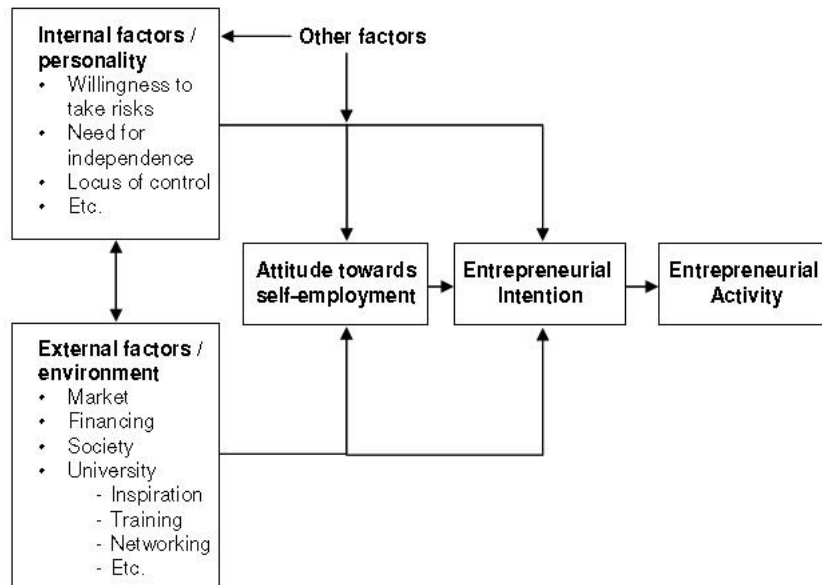 Internal factors /
personality
• Willingness to
take risks
• Need for
independence
• Locus of control
• Etc.
Other factors
Attitude towards
self-employment
Entrepreneurial
Intention
Entrepreneurial
Activity
External factors /
environment
• Market
• Financing
• Society
• University
- Inspiration
- Training
- Networking
- Etc.